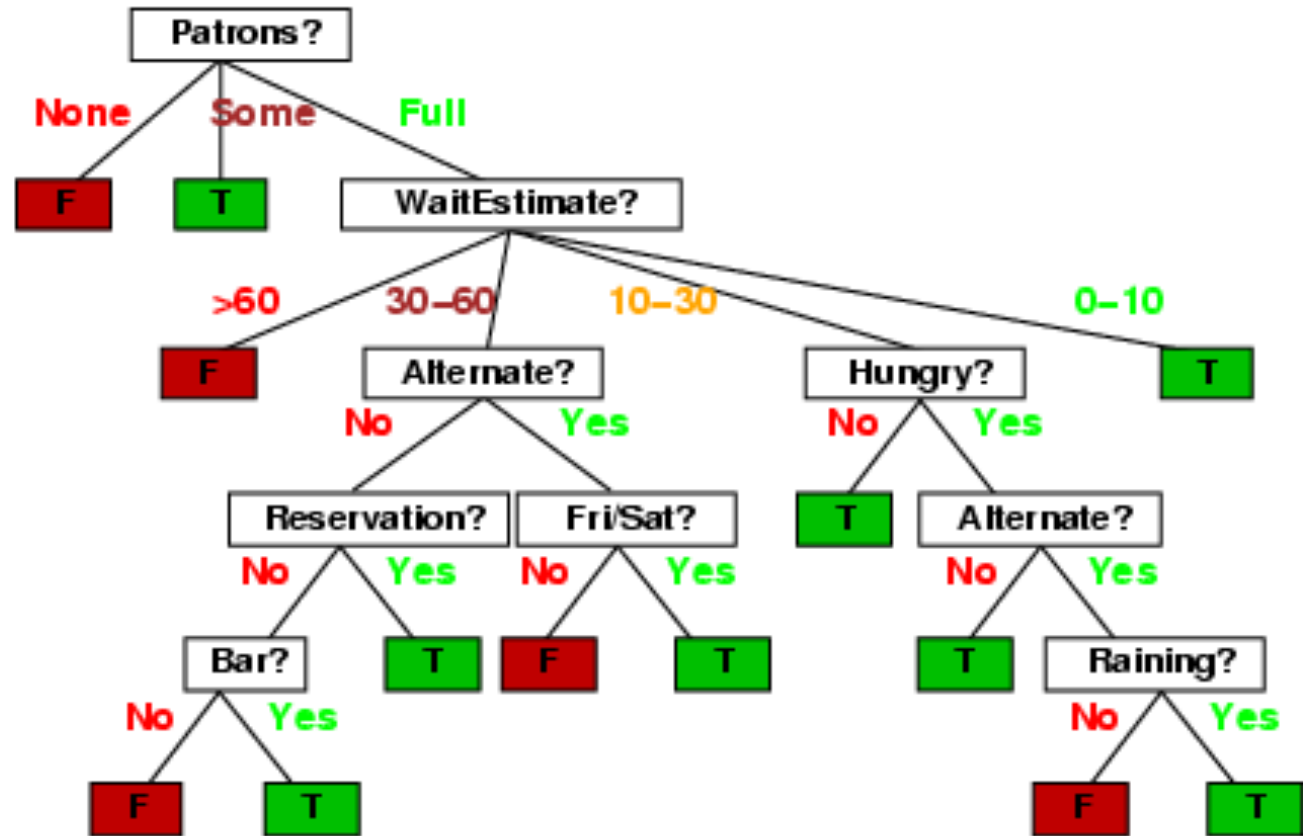 Patrons?
None Some Full
F T WaitEstimate?
>60 30–60 10–30 0–10
F Alternate? Hungry? T
No Yes No Yes
Reservation? Fri/Sat? T Alternate?
No Yes No Yes No Yes
Bar? T F T T Raining?
No Yes No Yes
F T F T